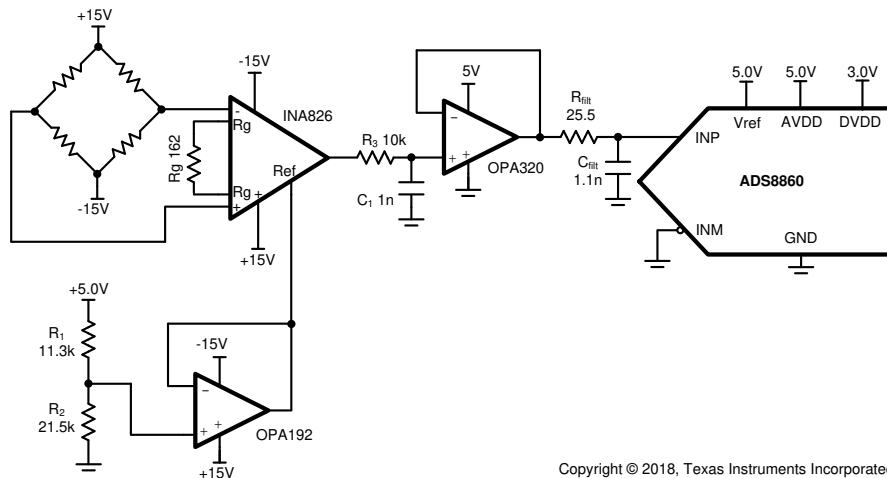 +15V
-15V
-15V
INA826
-
Rg
Rg 162
Ref
Rg
+
+
+15V
R3 10k
C1 1n
5V
−
+
+
OPA320
Rfilt
25.5
Cfilt
1.1n
5.0V
5.0V
3.0V
Vref
AVDD
DVDD
INP
ADS8860
INM
GND
+5.0V
R1
11.3k
R2
21.5k
-15V
−
+
+
OPA192
+15V
Copyright © 2018, Texas Instruments Incorporated